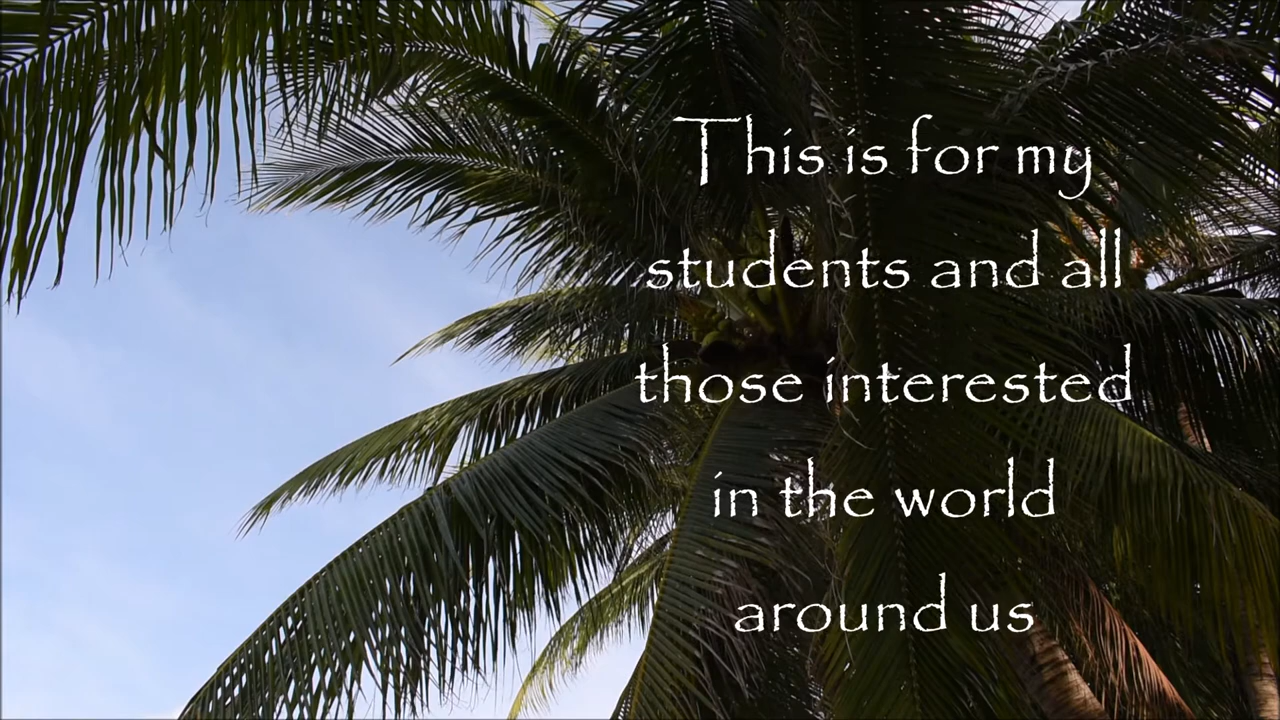 This is for my
students and all
those interested
in the world
around us